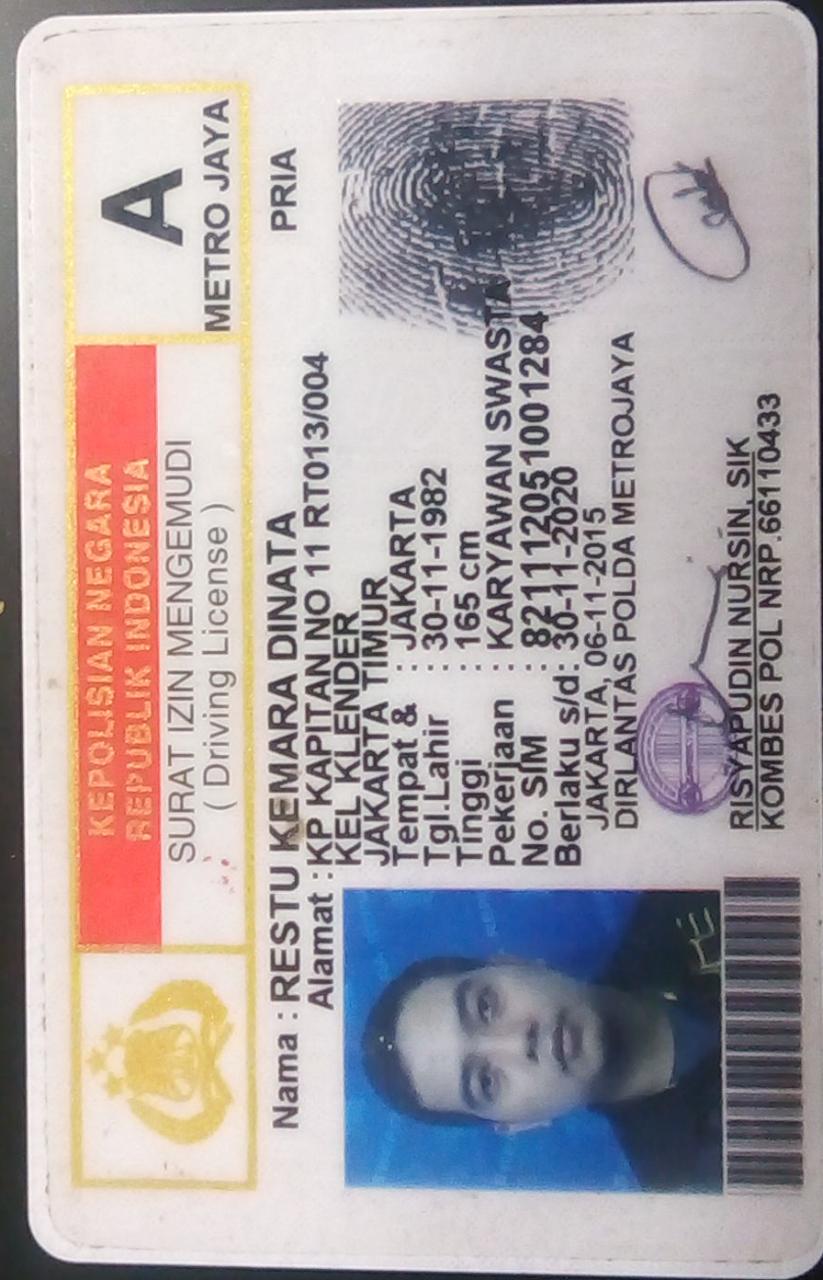 KEPOLISIAN NEGARA
REPUBLIK INDONESIA
SURAT IZIN MENGEMUDI
( Driving License )
A
METRO JAYA
Nama : RESTU KEMARA DINATA
PRIA
Alamat : KP KAPITAN NO 11 RT013/004
KEL KLENDER
JAKARTA TIMUR
Tempat & : JAKARTA
Tgl.Lahir : 30-11-1982
Tinggi : 165 cm
Pekerjaan : KARYAWAN SWASTA
No. SIM : 821112051001284
Berlaku s/d: 30-11-2020
JAKARTA, 06-11-2015
DIRLANTAS POLDA METROJAYA
RISYAPUDIN NURSIN, SIK
KOMBES POL NRP.66110433